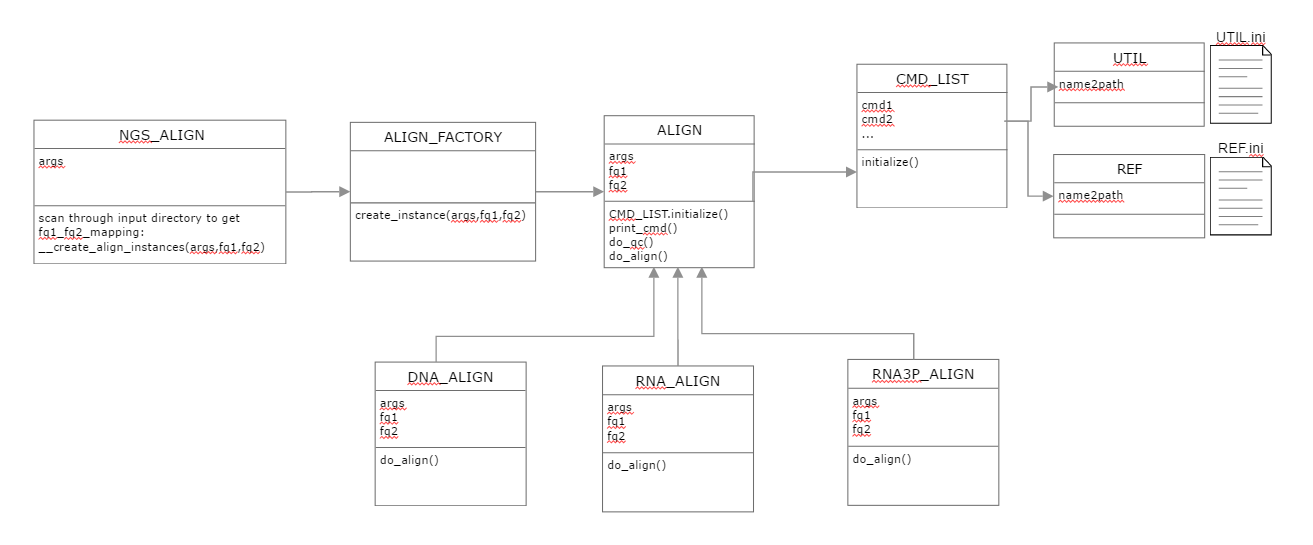 NGS_ALIGN
args
scan through input directory to get
fq1_fq2_mapping:
__create_align_instances(args,fq1,fq2)
ALIGN_FACTORY
create_instance(args,fq1,fq2)
ALIGN
args
fq1
fq2
CMD_LIST.initialize()
print_cmd()
do_qc()
do_align()
CMD_LIST
cmd1
cmd2
...
initialize()
UTIL
name2path
UTIL.ini
REF
name2path
REF.ini
DNA_ALIGN
args
fq1
fq2
do_align()
RNA_ALIGN
args
fq1
fq2
do_align()
RNA3P_ALIGN
args
fq1
fq2
do_align()